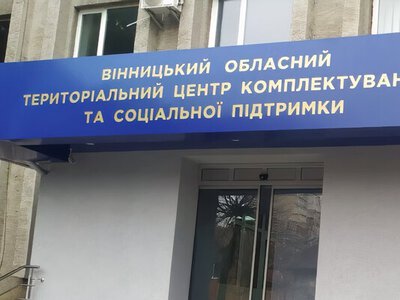 ВІННИЦЬКИЙ ОБЛАСНИЙ
ТЕРИТОРІАЛЬНИЙ ЦЕНТР КОМПЛЕКТУВАН
ТА СОЦІАЛЬНОЇ ПІДТРИМКИ